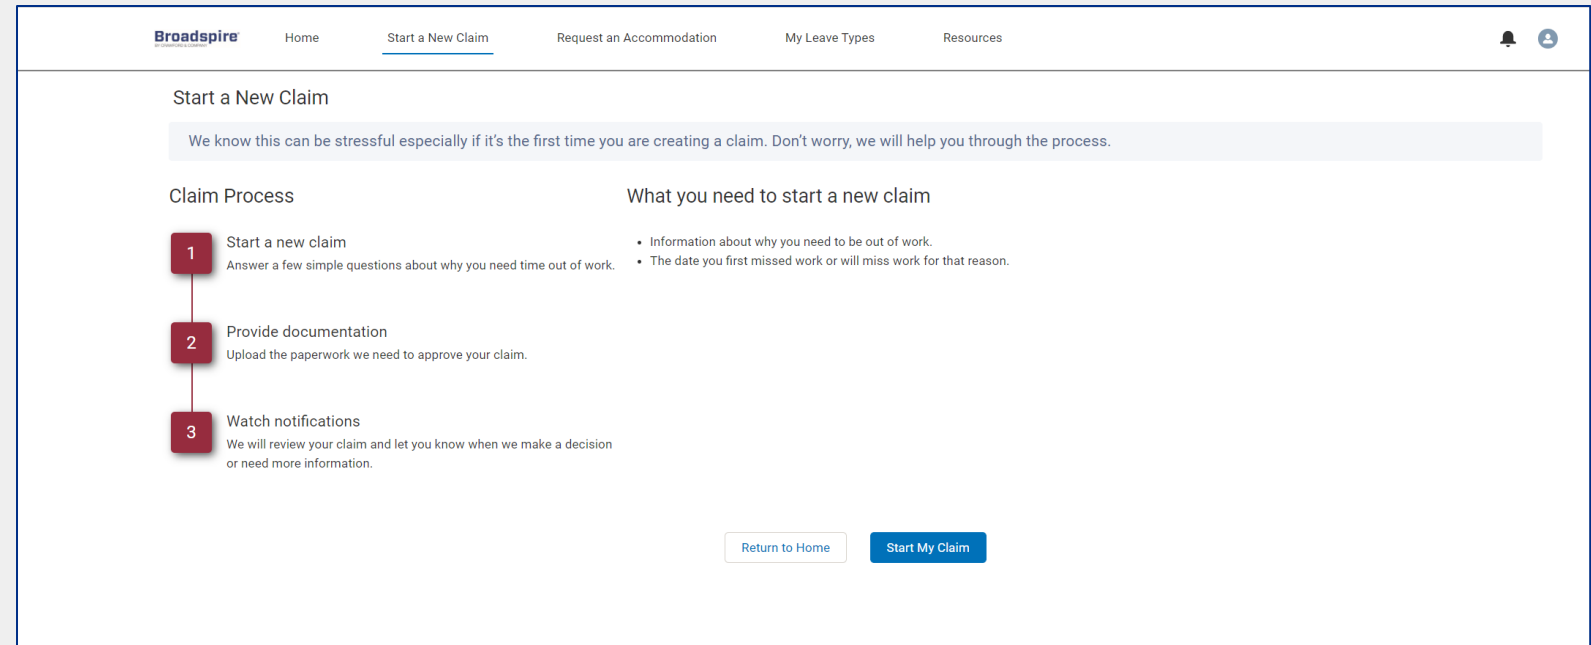 Broadspire
BY CRAWFORD & COMPANY
Home
Start a New Claim
Request an Accommodation
My Leave Types
Resources
Start a New Claim
We know this can be stressful especially if it's the first time you are creating a claim. Don't worry, we will help you through the process.
Claim Process
1
Start a new claim
Answer a few simple questions about why you need time out of work.
2
Provide documentation
Upload the paperwork we need to approve your claim.
3
Watch notifications
We will review your claim and let you know when we make a decision
or need more information.
What you need to start a new claim
• Information about why you need to be out of work.
• The date you first missed work or will miss work for that reason.
Return to Home
Start My Claim